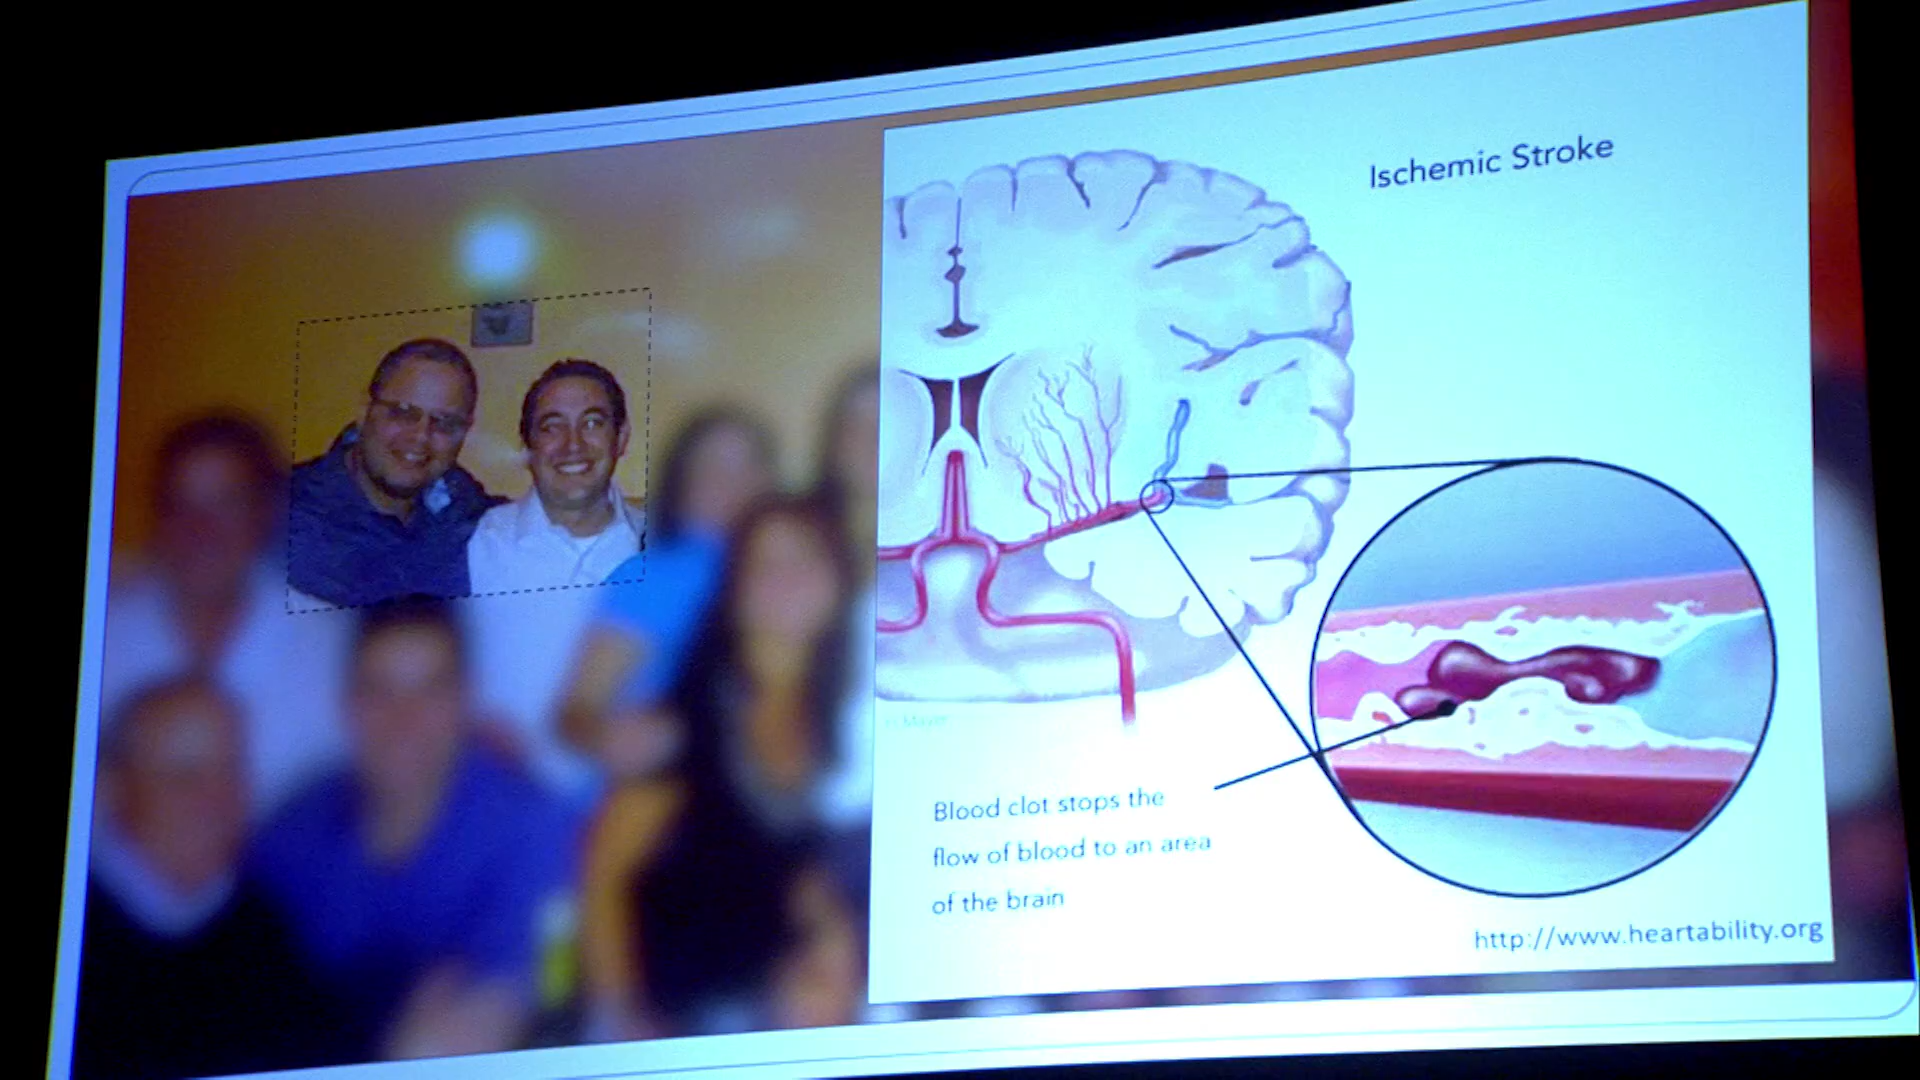 Ischemic Stroke
Blood clot stops the
flow of blood to an area
of the brain
http://www.heartability.org